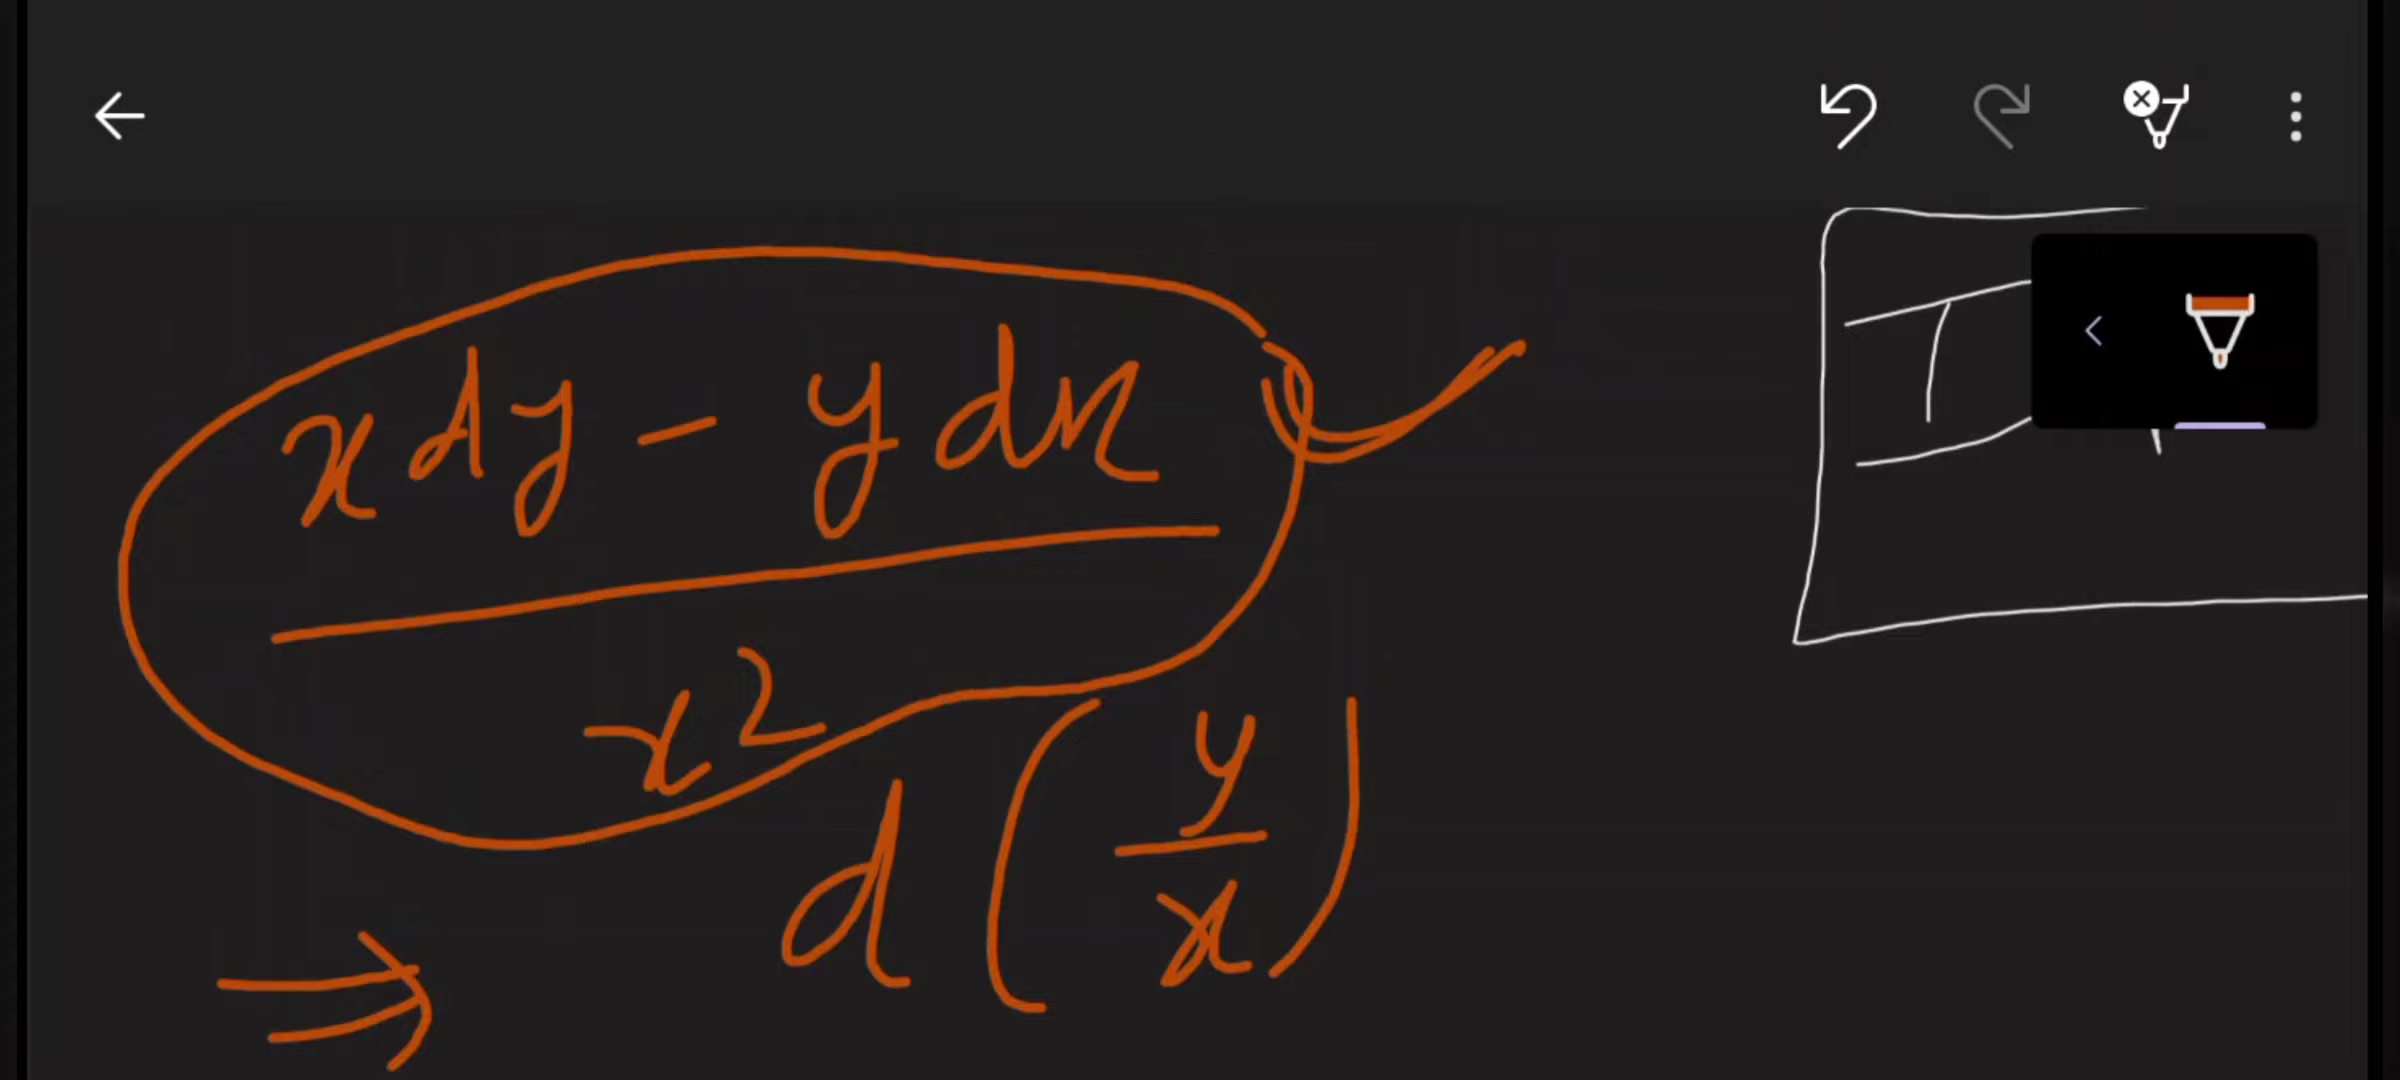 xdy - ydx
x²
⇒ d(y/x)